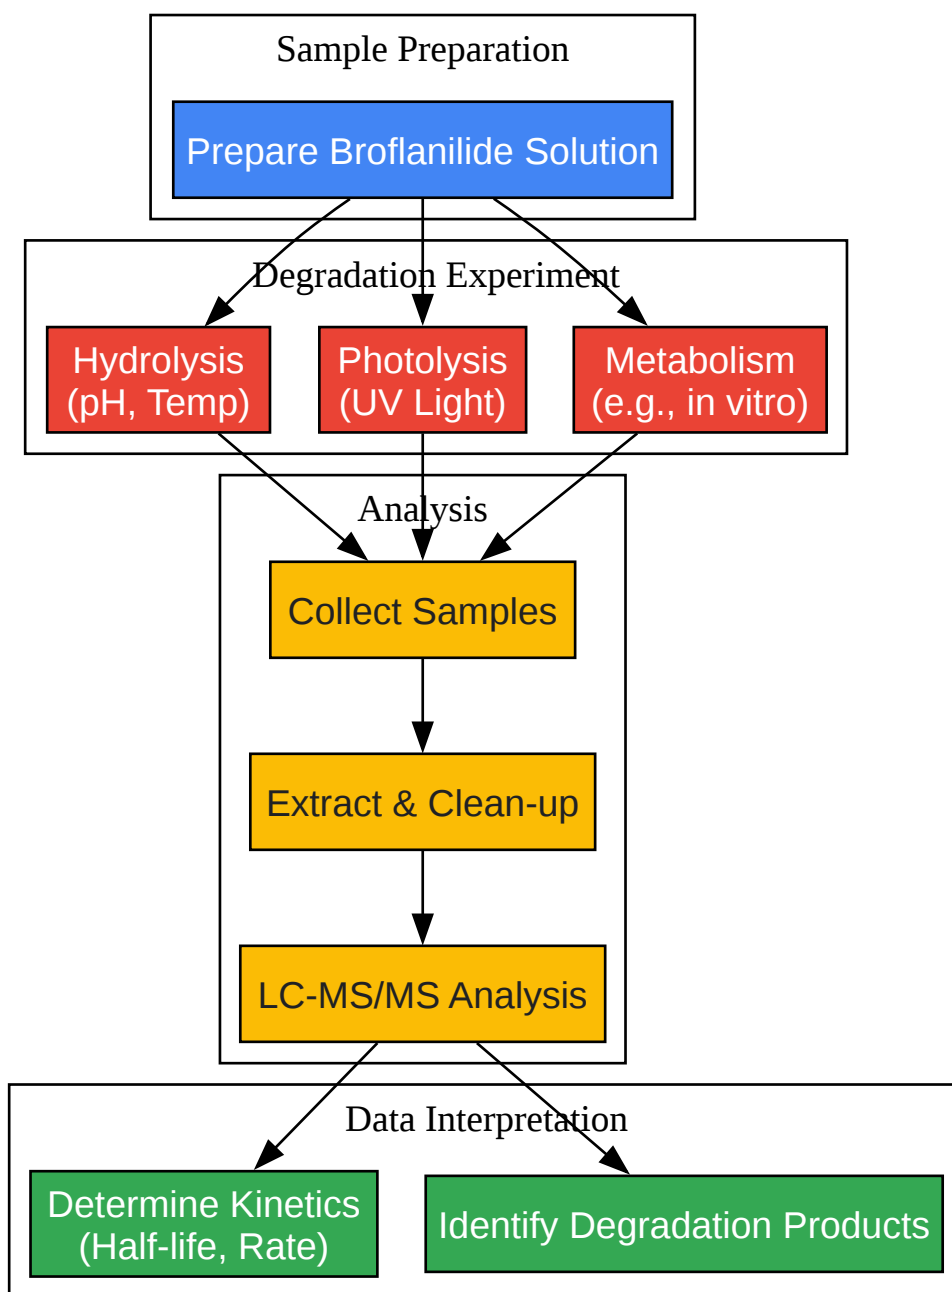 Sample Preparation
Prepare Broflanilide Solution
Degradation Experiment
Hydrolysis
(pH, Temp)
Photolysis
(UV Light)
Metabolism
(e.g., in vitro)
Analysis
Collect Samples
Extract & Clean-up
LC-MS/MS Analysis
Data Interpretation
Determine Kinetics
(Half-life, Rate)
Identify Degradation Products